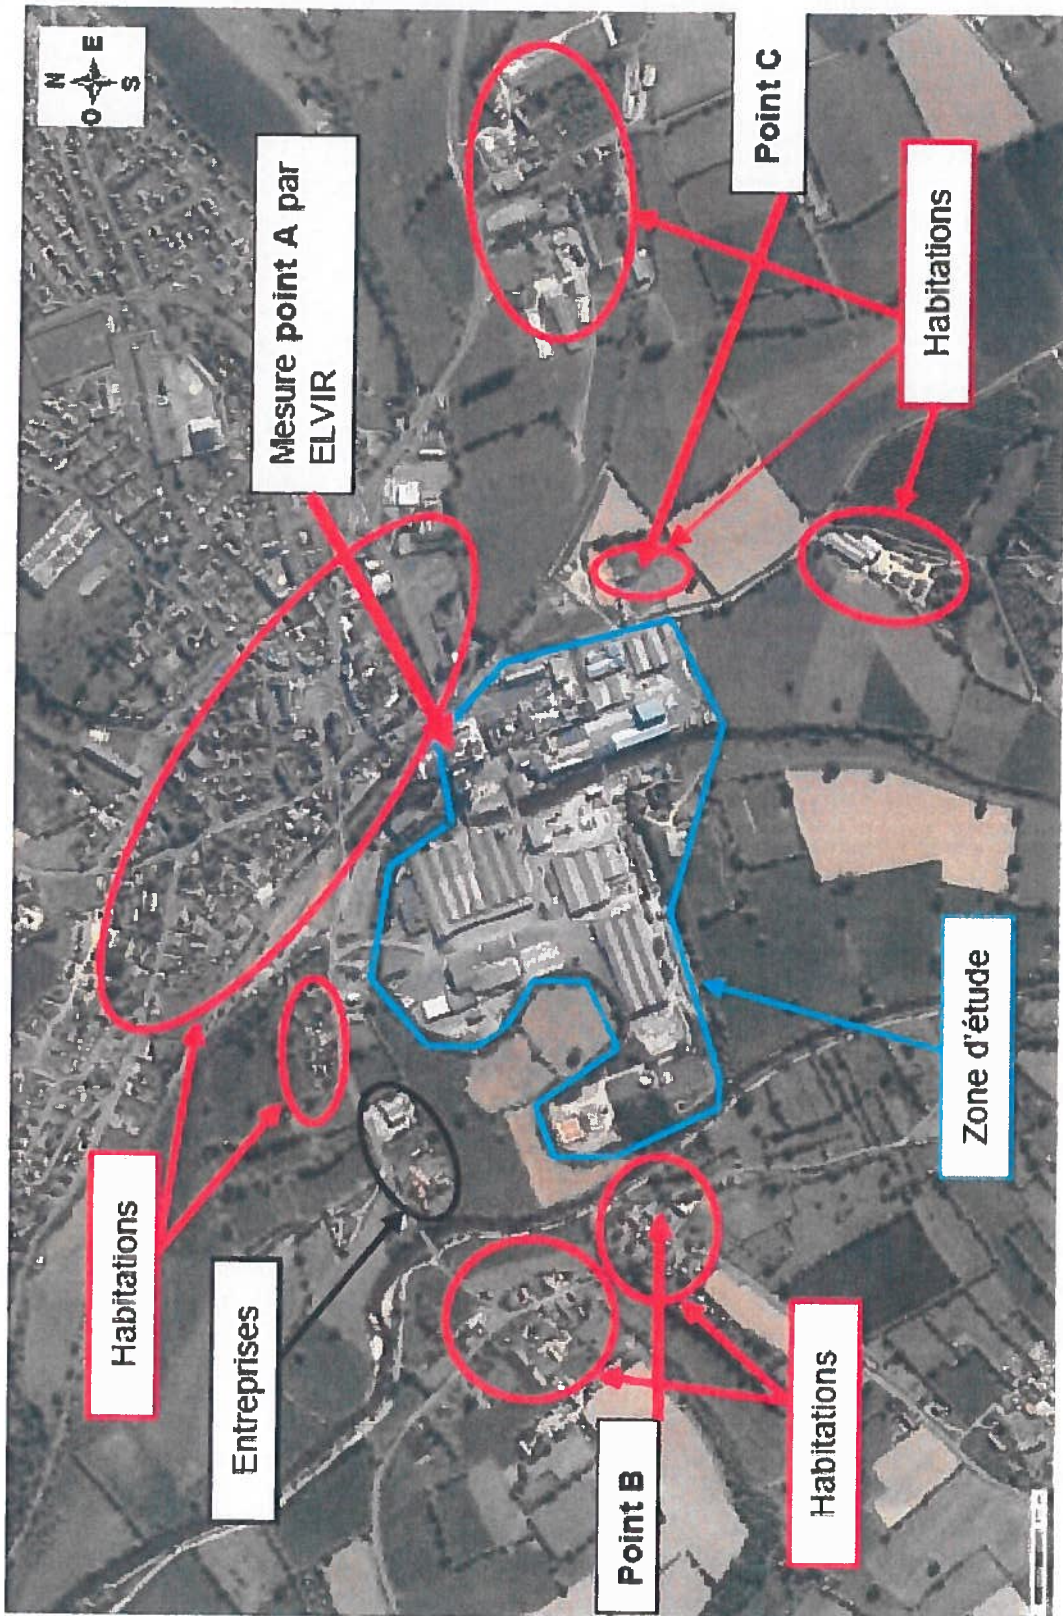 N
O E
S
Mesure point A par
ELVIR
Point C
Habitations
Habitations
Entreprises
Zone d'étude
Point B
Habitations